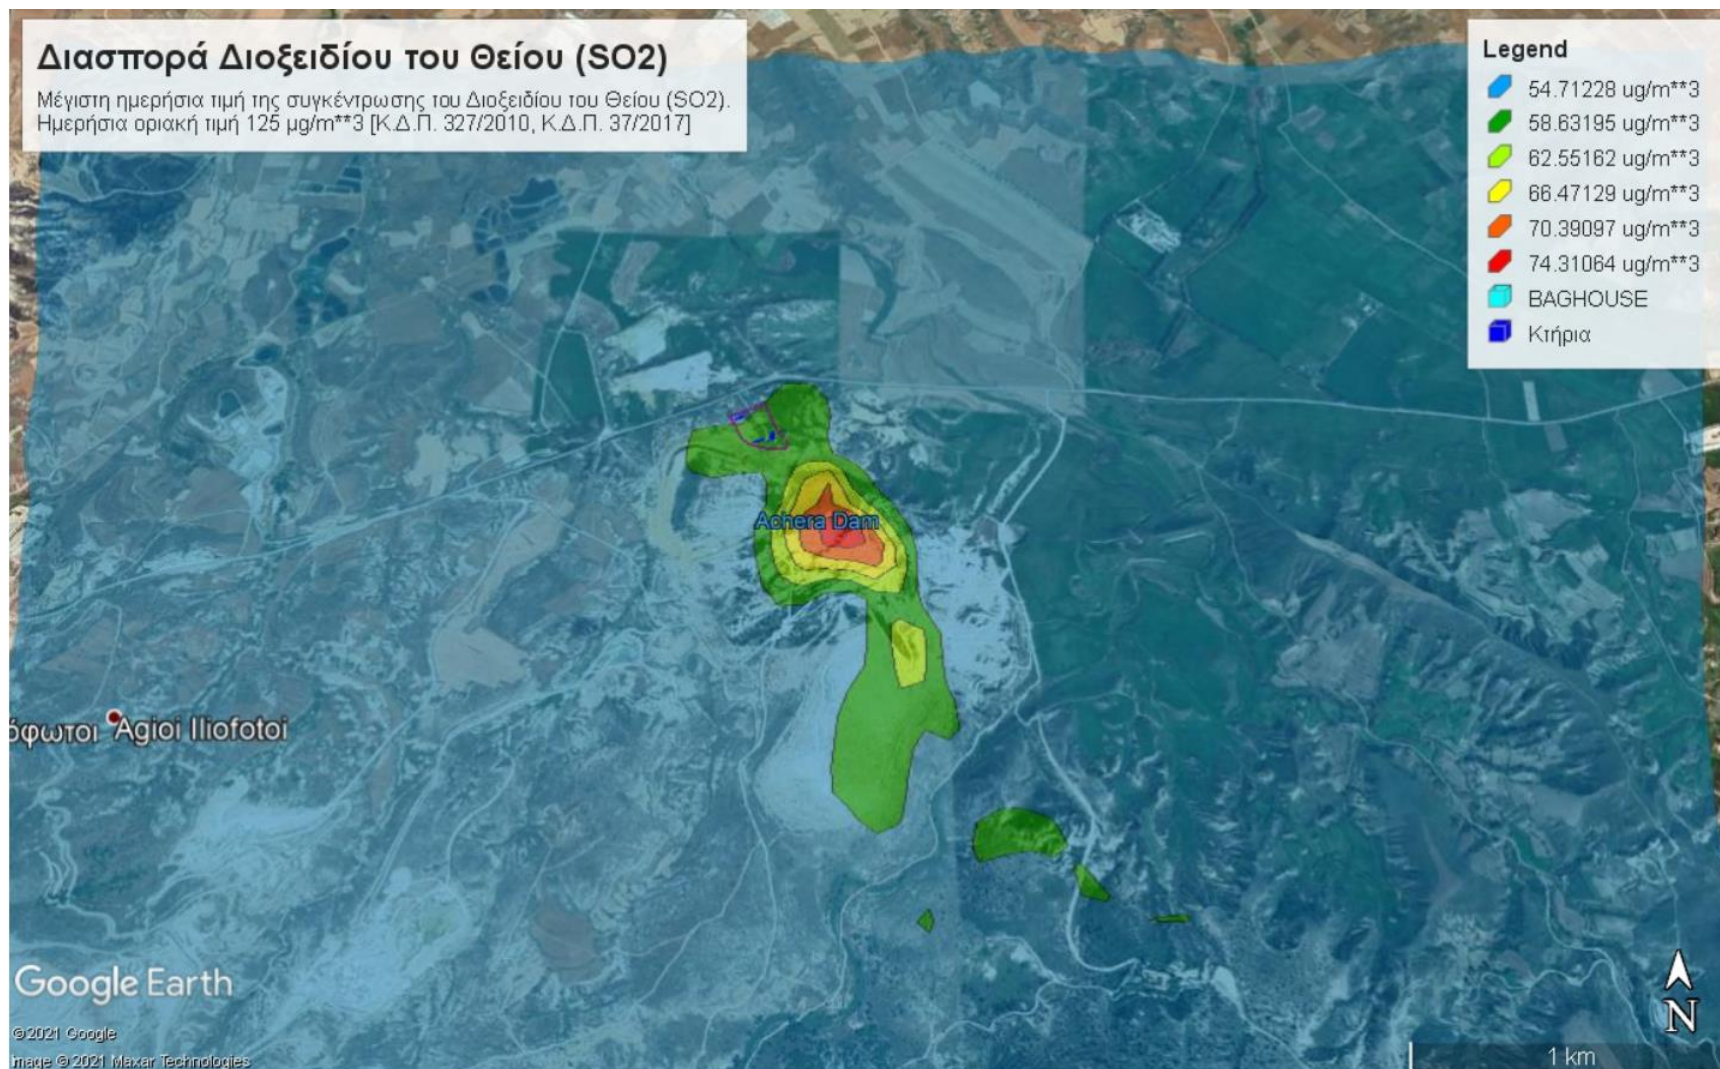 Διασπορά Διοξειδίου του Θείου (SO2)
Μέγιστη ημερήσια τιμή της συγκέντρωσης του Διοξειδίου του Θείου (SO2).
Ημερήσια οριακή τιμή 125 μg/m**3 [Κ.Δ.Π. 327/2010, Κ.Δ.Π. 37/2017]
Legend
54.71228 ug/m**3
58.63195 ug/m**3
62.55162 ug/m**3
66.47129 ug/m**3
70.39097 ug/m**3
74.31064 ug/m**3
BAGHOUSE
Κτήρια
Achera Dam
όφωτοι Agioi Iliofotoi
Google Earth
©2021 Google
Image © 2021 Maxar Technologies
N
1 km